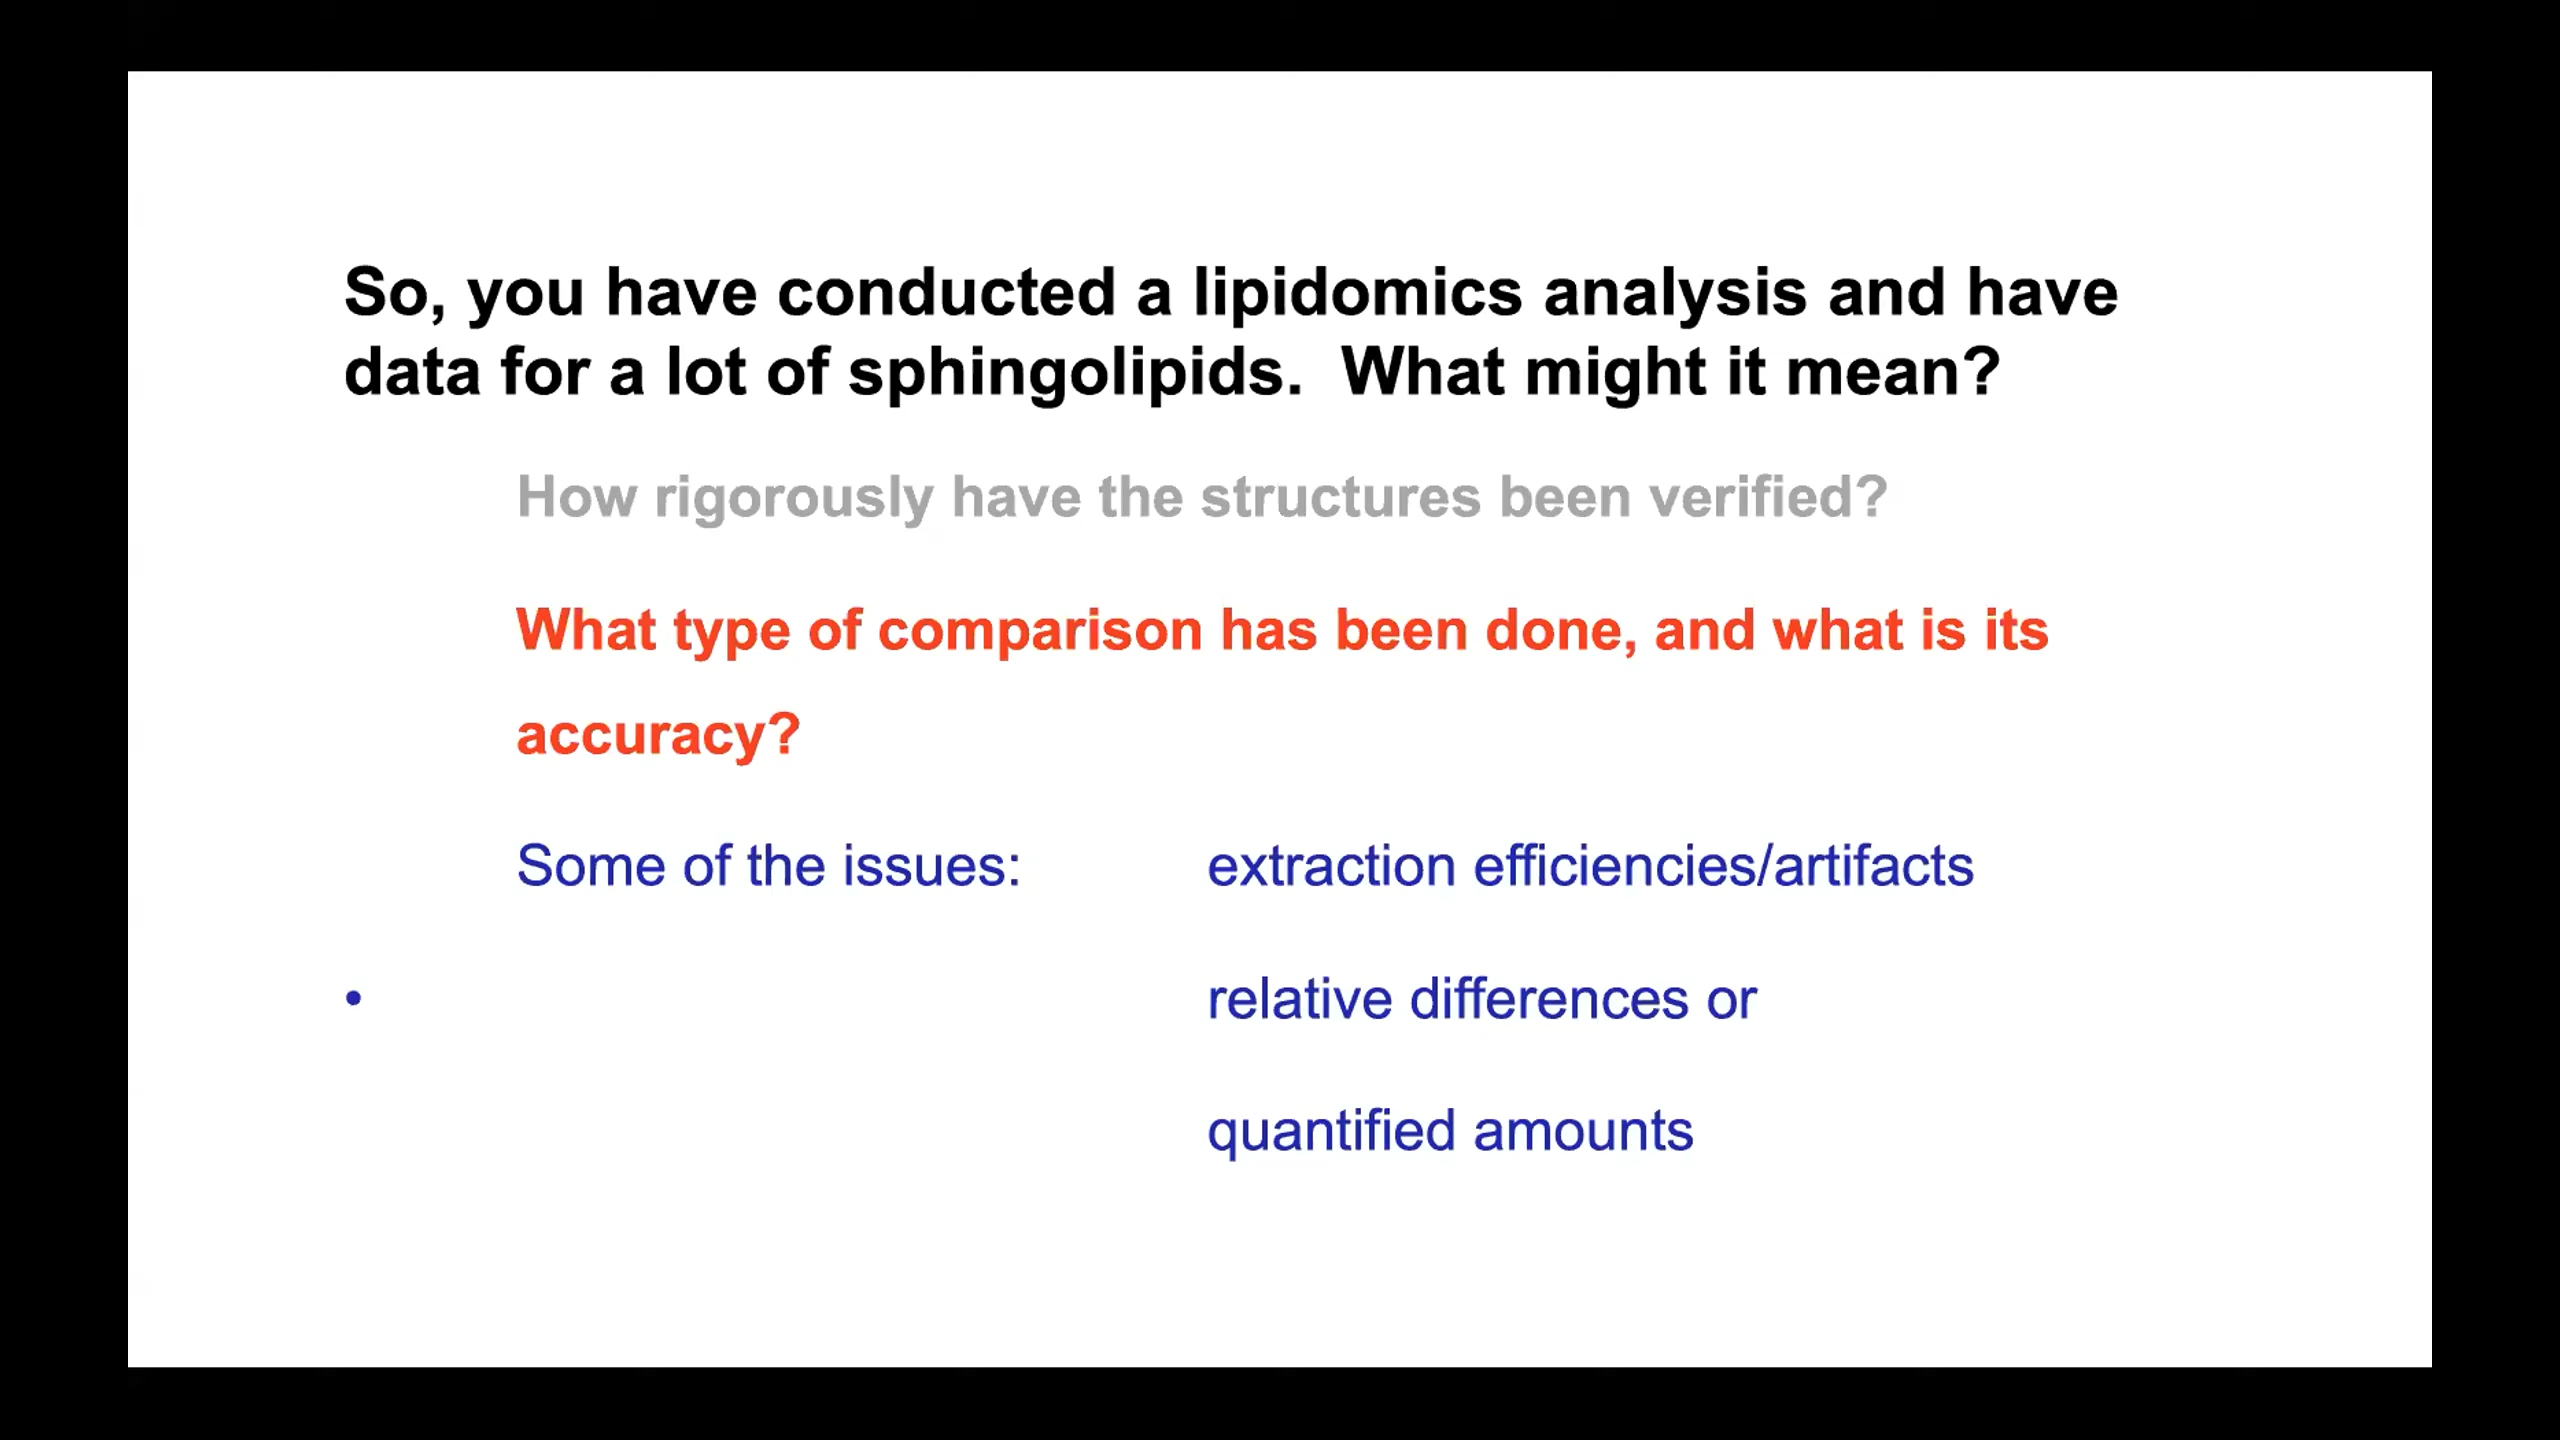 So, you have conducted a lipidomics analysis and have
data for a lot of sphingolipids.  What might it mean?
How rigorously have the structures been verified?
What type of comparison has been done, and what is its
accuracy?
Some of the issues: extraction efficiencies/artifacts
• relative differences or
quantified amounts